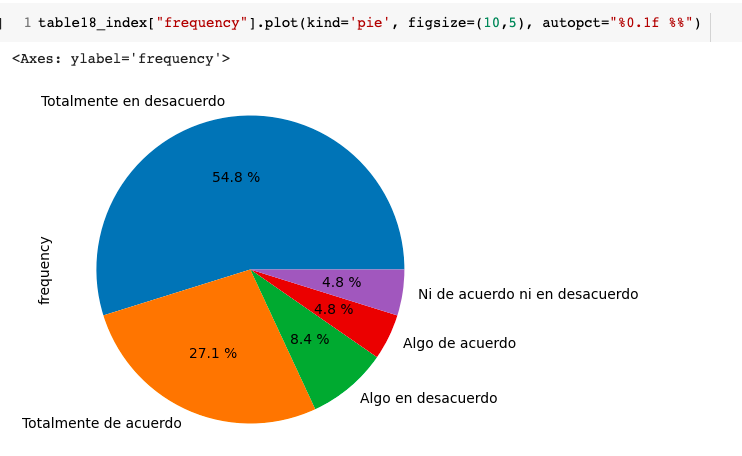 1 table18_index["frequency"].plot(kind='pie', figsize=(10,5), autopct="%0.1f %%")
<Axes: ylabel='frequency'>
Totalmente en desacuerdo
54.8 %
frequency
4.8 %
Ni de acuerdo ni en desacuerdo
4.8 %
Algo de acuerdo
8.4 %
27.1 %
Algo en desacuerdo
Totalmente de acuerdo